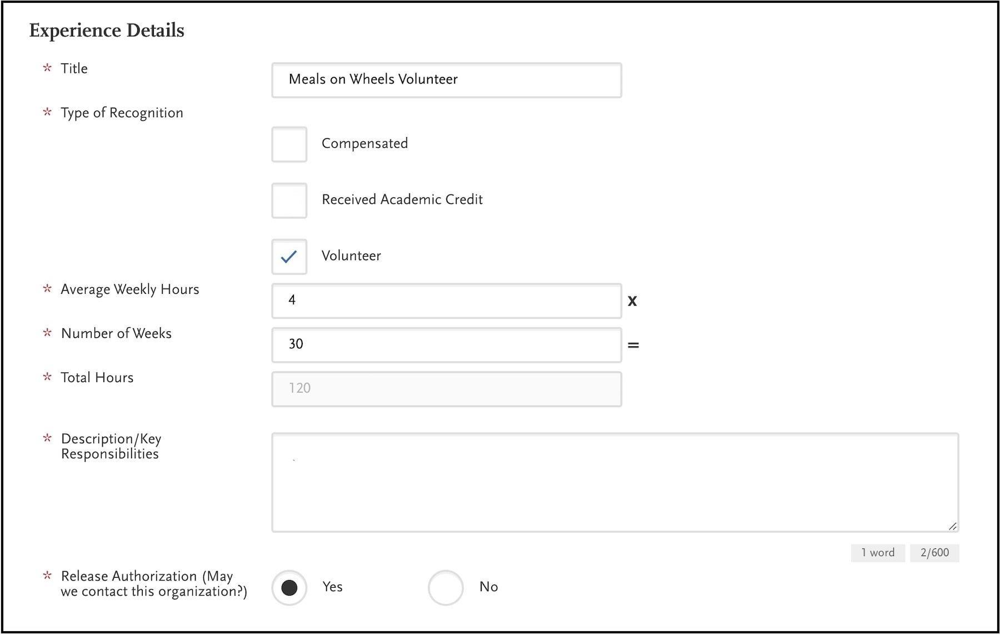 Experience Details
* Title
Meals on Wheels Volunteer
* Type of Recognition
Compensated
Received Academic Credit
Volunteer
* Average Weekly Hours
4
x
* Number of Weeks
30
=
* Total Hours
120
* Description/Key
Responsibilities
.
1 word
2/600
* Release Authorization (May
we contact this organization?)
Yes
No